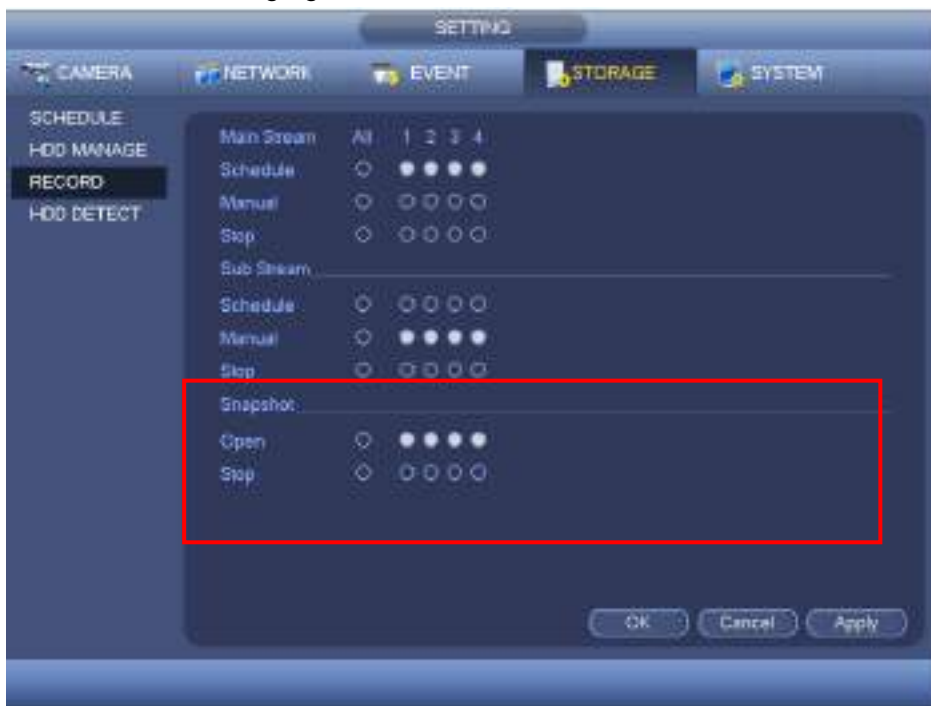 SETTING
CAMERA NETWORK EVENT STORAGE SYSTEM
SCHEDULE
HDD MANAGE
RECORD
HDD DETECT
Main Stream All 1 2 3 4
Schedule
Manual
Stop
Sub Stream
Schedule
Manual
Stop
Snapshot
Open
Stop
OK Cancel Apply